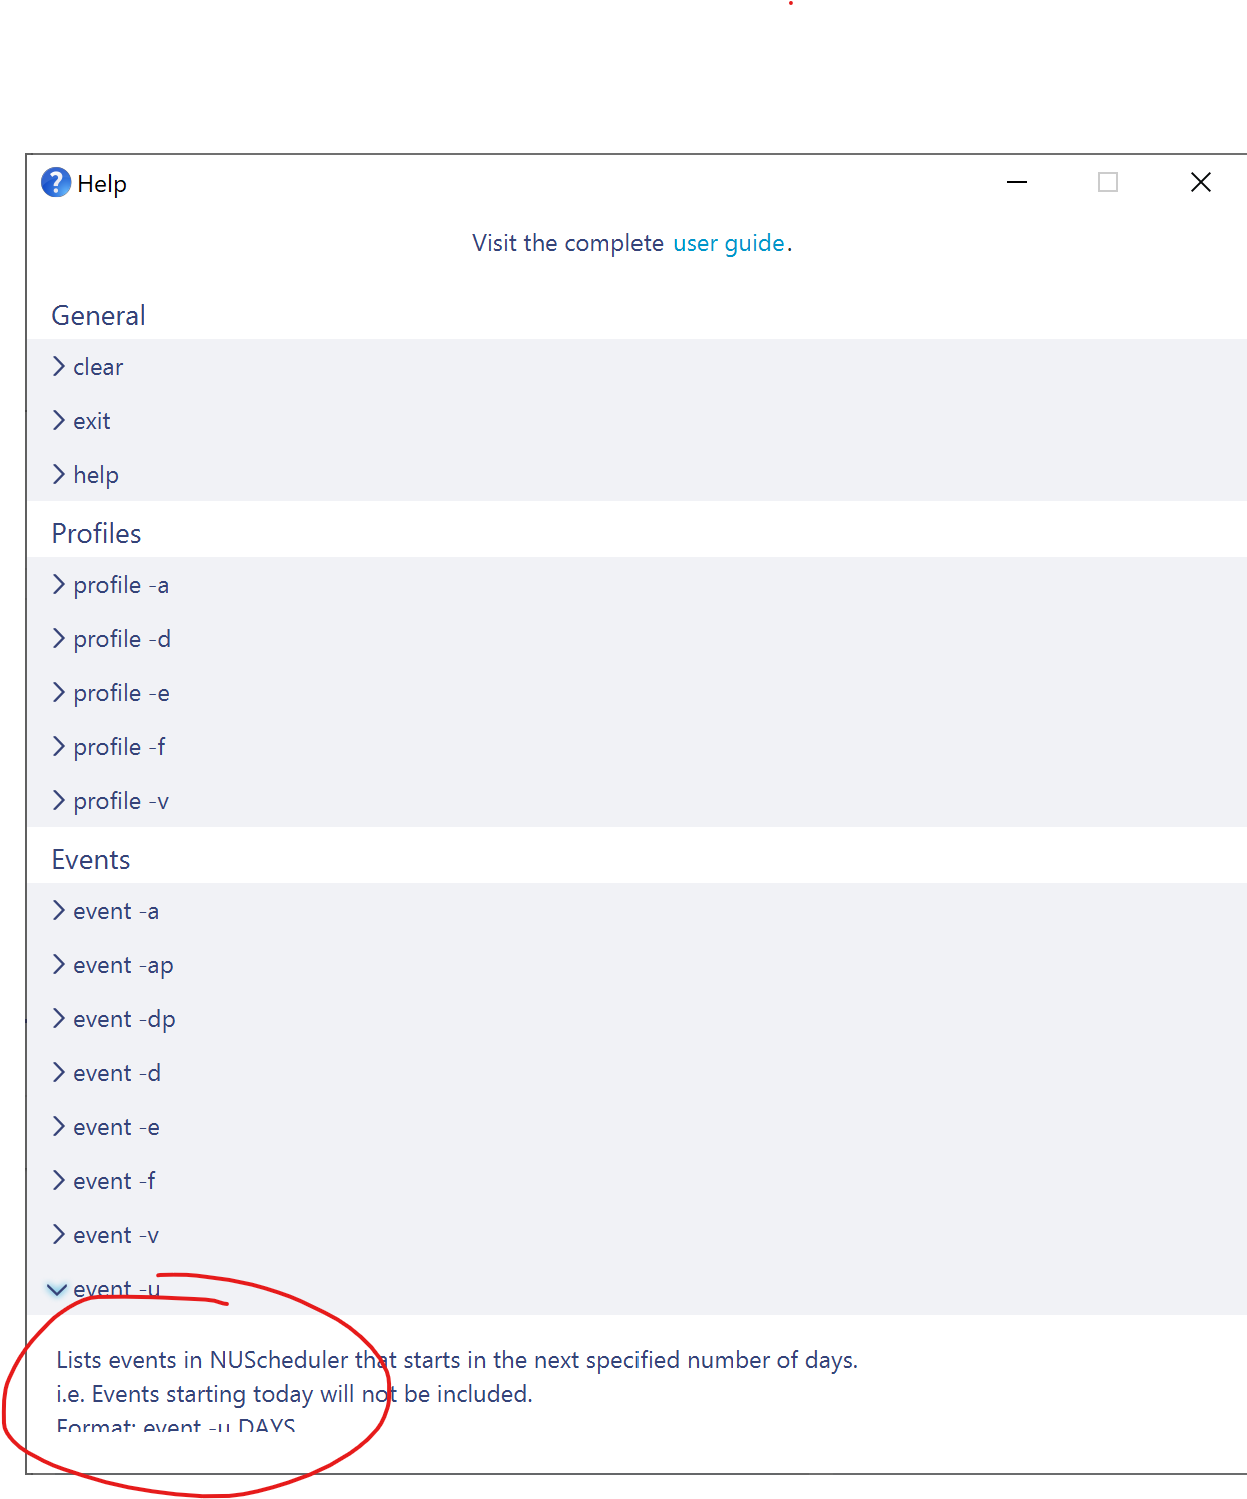 Help
Visit the complete user guide.
General
clear
exit
help
Profiles
profile -a
profile -d
profile -e
profile -f
profile -v
Events
event -a
event -ap
event -dp
event -d
event -e
event -f
event -v
event -u
Lists events in NUScheduler that starts in the next specified number of days.
i.e. Events starting today will not be included.
Format: event -u DAYS